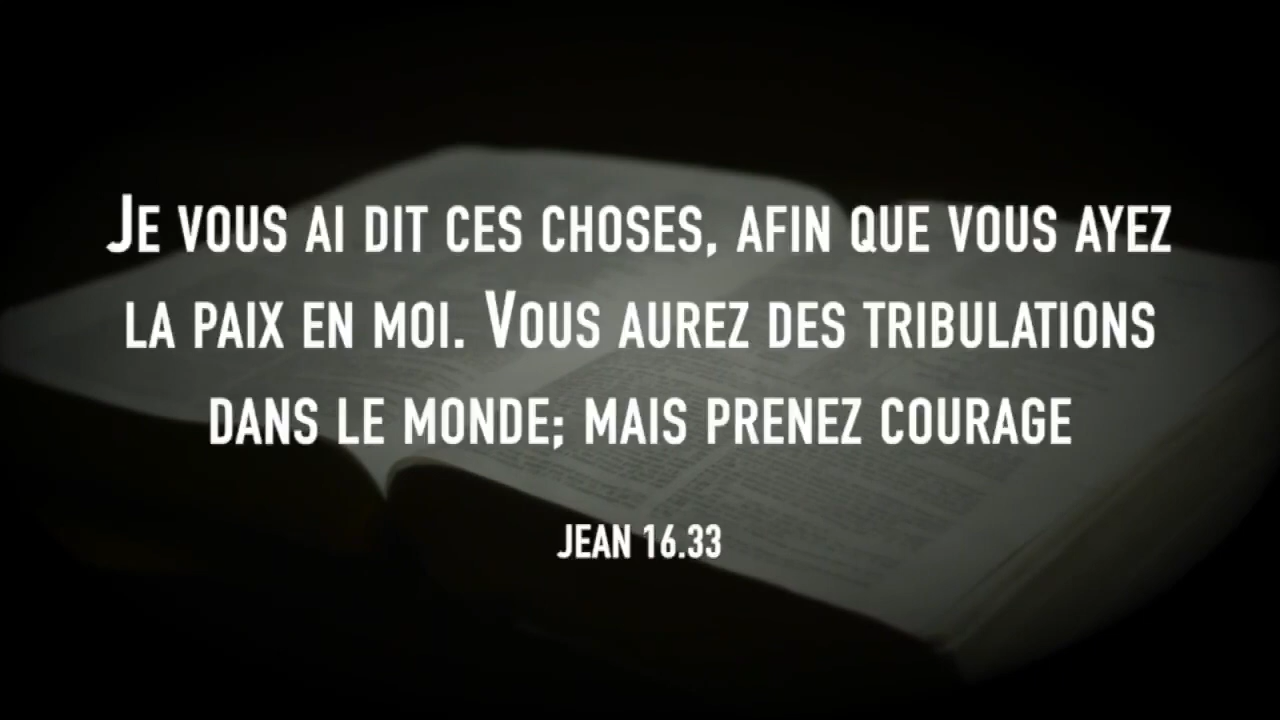 Je vous ai dit ces choses, afin que vous ayez
la paix en moi. Vous aurez des tribulations
dans le monde; mais prenez courage
Jean 16.33